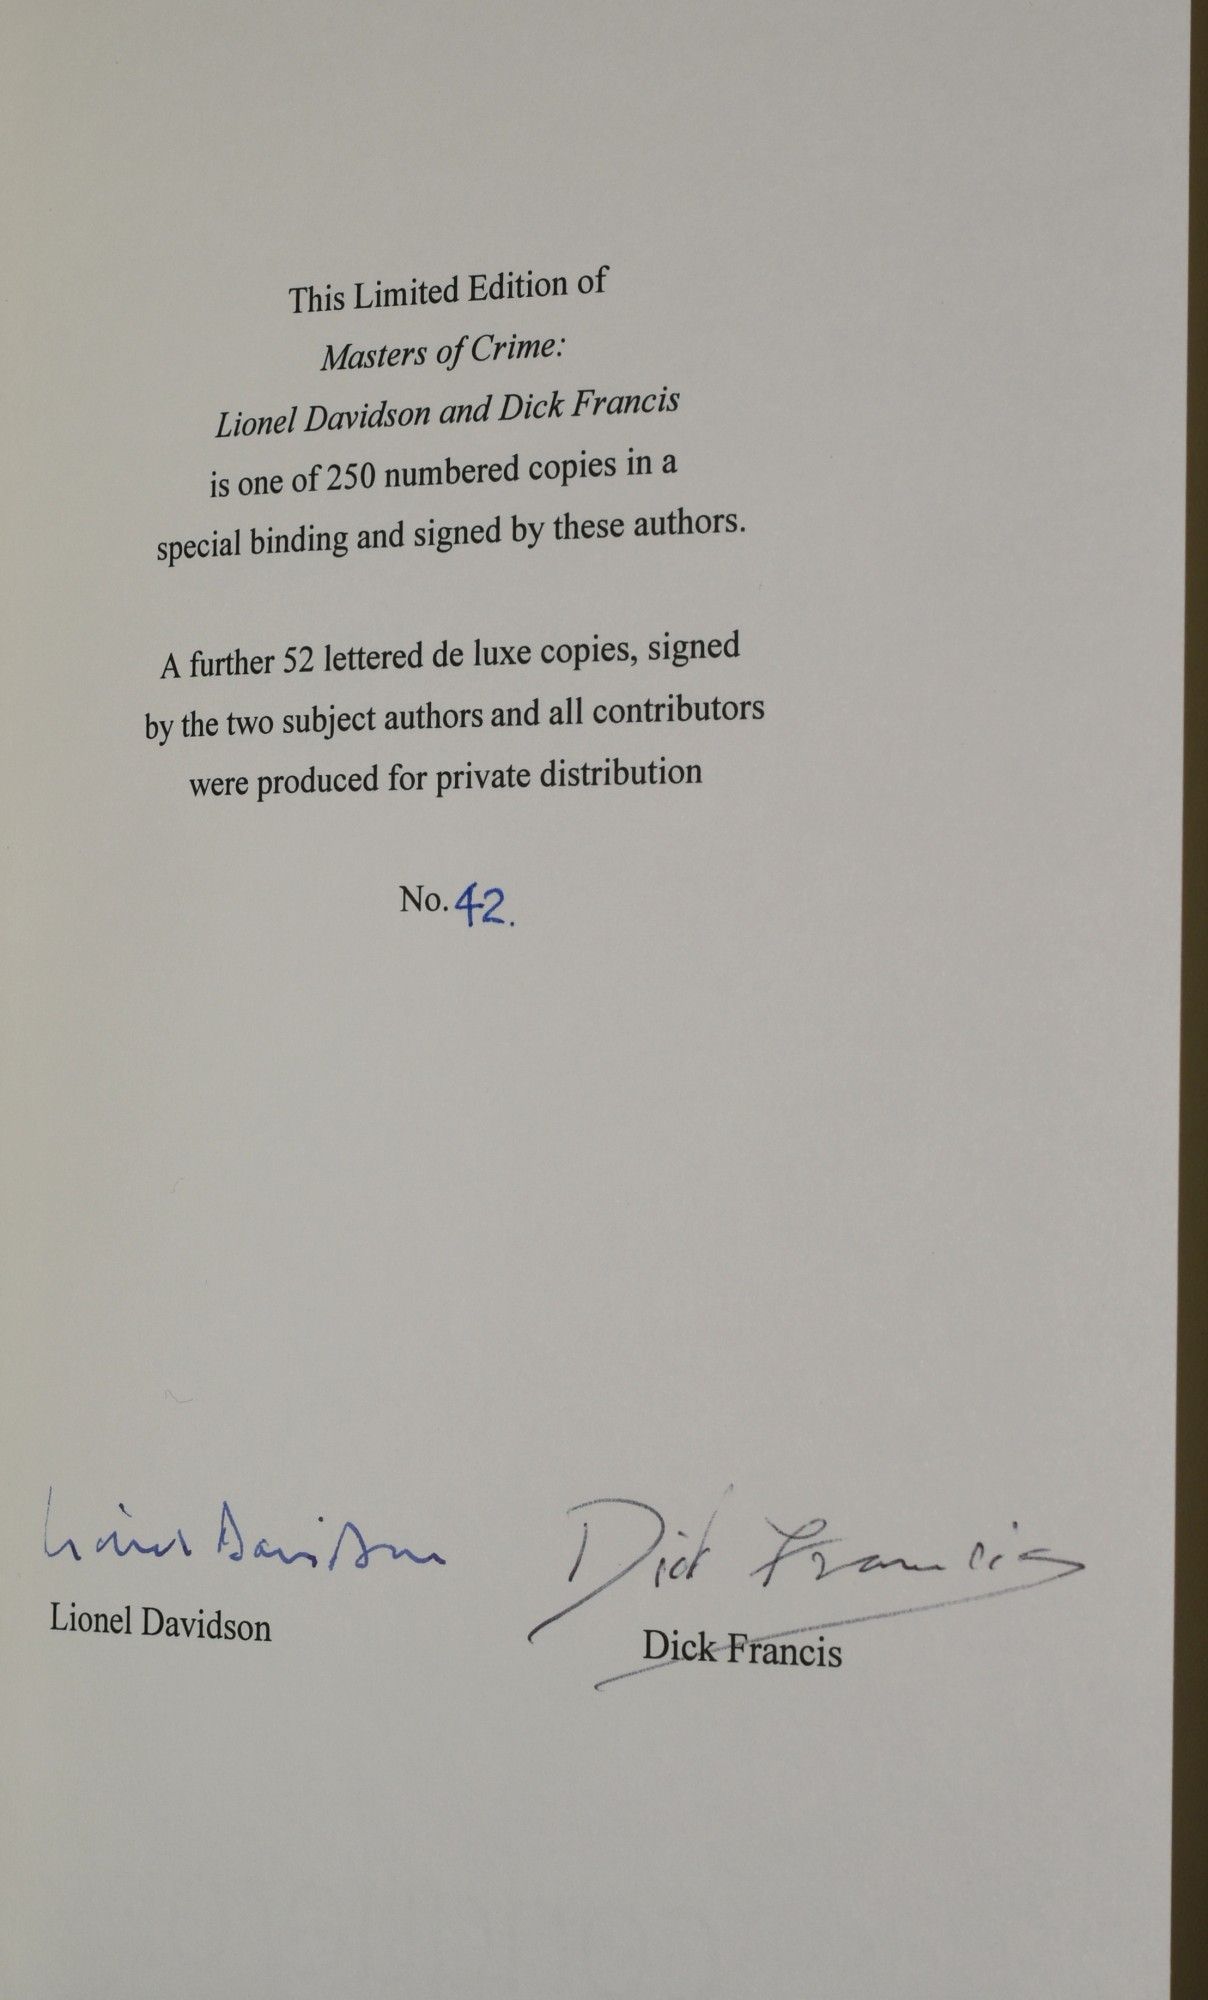 This Limited Edition of
Masters of Crime:
Lionel Davidson and Dick Francis
is one of 250 numbered copies in a
special binding and signed by these authors.
A further 52 lettered de luxe copies, signed
by the two subject authors and all contributors
were produced for private distribution
No. 42.
Lionel Davidson Dick Francis
Lionel Davidson Dick Francis